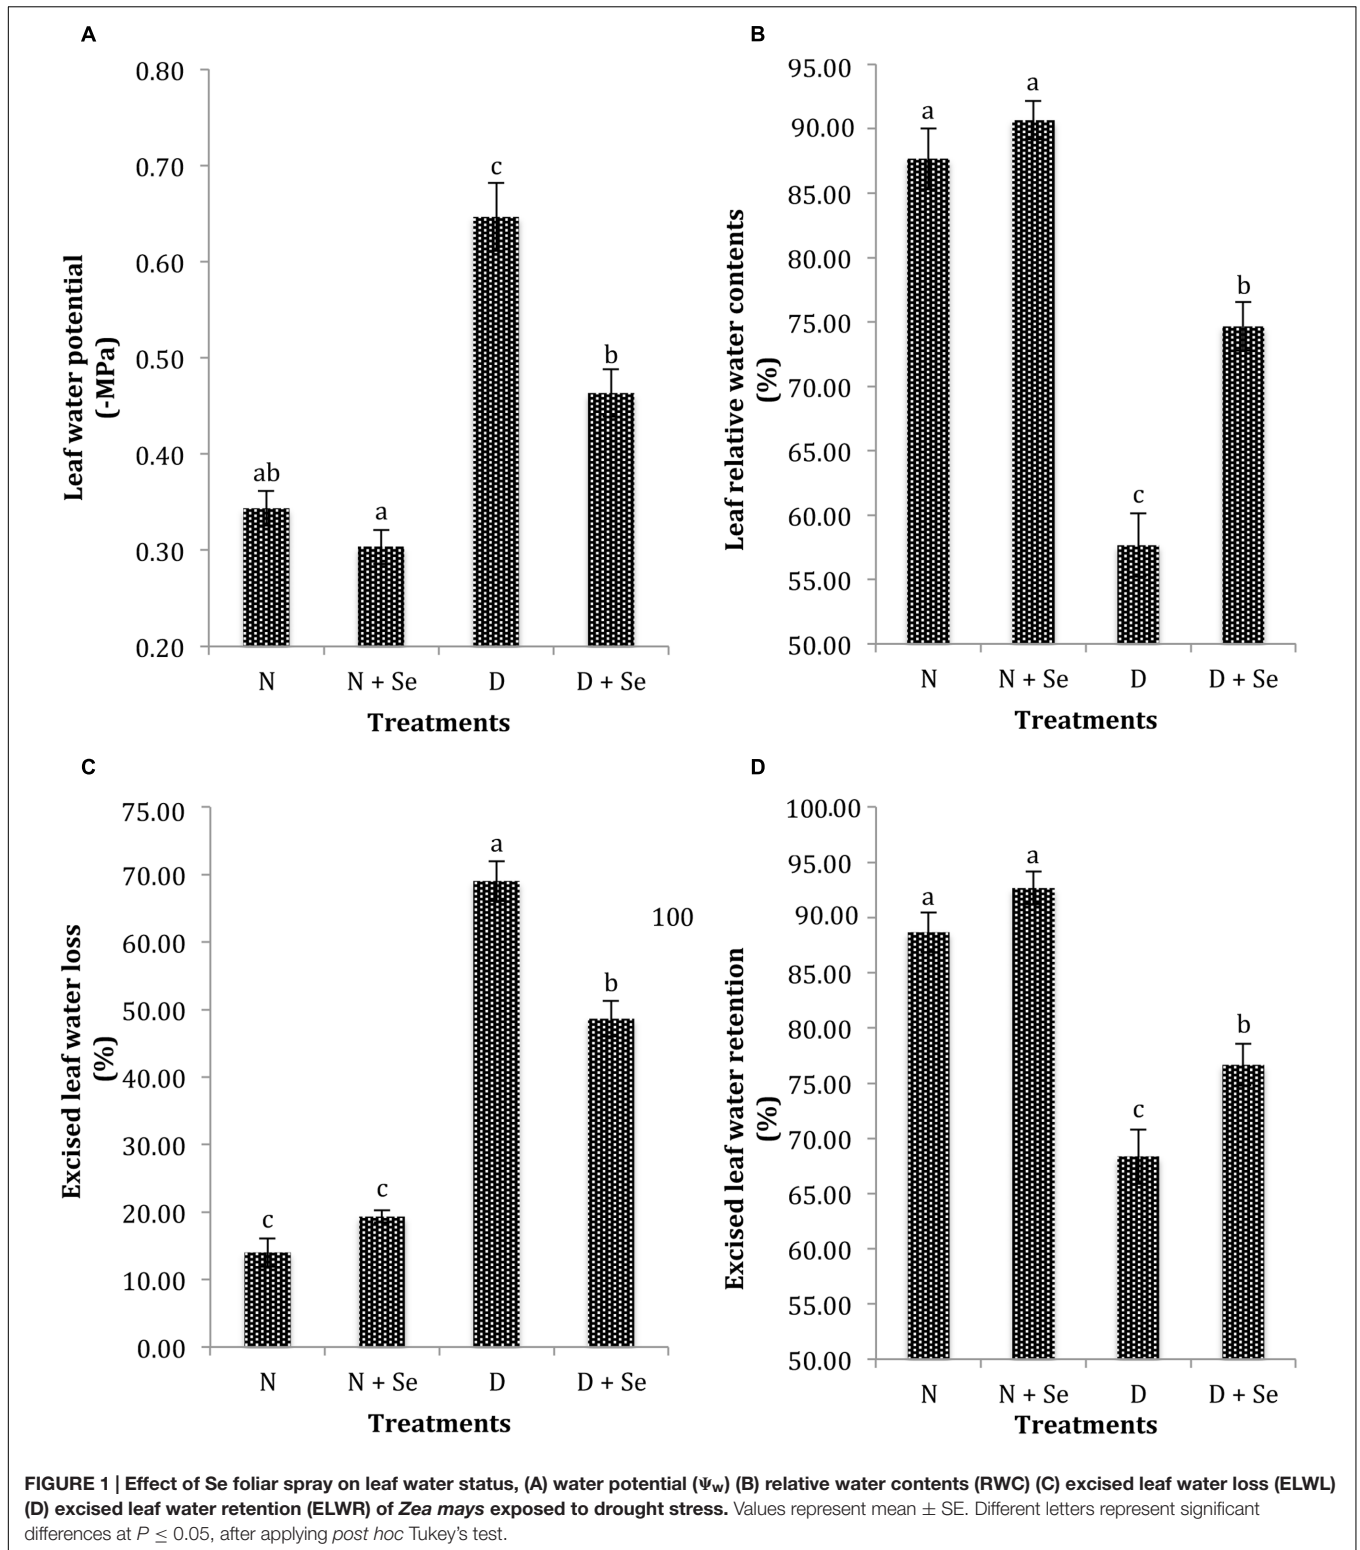 A
0.80
0.70
0.60
0.50
0.40
0.30
0.20
Leaf water potential
(-MPa)
ab
a
c
b
N
N + Se
D
D + Se
Treatments
B
95.00
90.00
85.00
80.00
75.00
70.00
65.00
60.00
55.00
50.00
Leaf relative water contents
(%)
a
a
c
b
N
N + Se
D
D + Se
Treatments
C
75.00
70.00
60.00
50.00
40.00
30.00
20.00
10.00
0.00
Excised leaf water loss
(%)
c
c
a
b
100
N
N + Se
D
D + Se
Treatments
D
100.00
95.00
90.00
85.00
80.00
75.00
70.00
65.00
60.00
55.00
50.00
Excised leaf water retention
(%)
a
a
c
b
N
N + Se
D
D + Se
Treatments
FIGURE 1 | Effect of Se foliar spray on leaf water status, (A) water potential (Ψw) (B) relative water contents (RWC) (C) excised leaf water loss (ELWL)
(D) excised leaf water retention (ELWR) of Zea mays exposed to drought stress. Values represent mean ± SE. Different letters represent significant
differences at P ≤ 0.05, after applying post hoc Tukey's test.